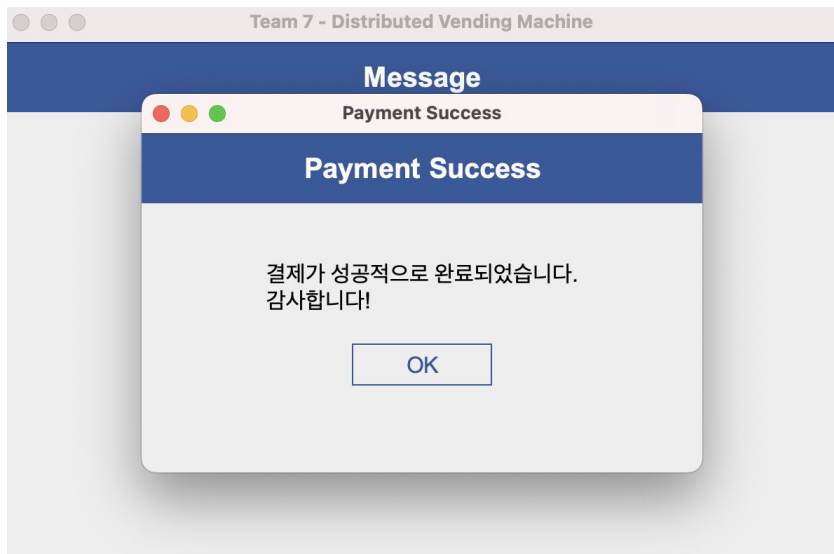 Team 7 - Distributed Vending Machine
Message
Payment Success
Payment Success
결제가 성공적으로 완료되었습니다.
감사합니다!
OK